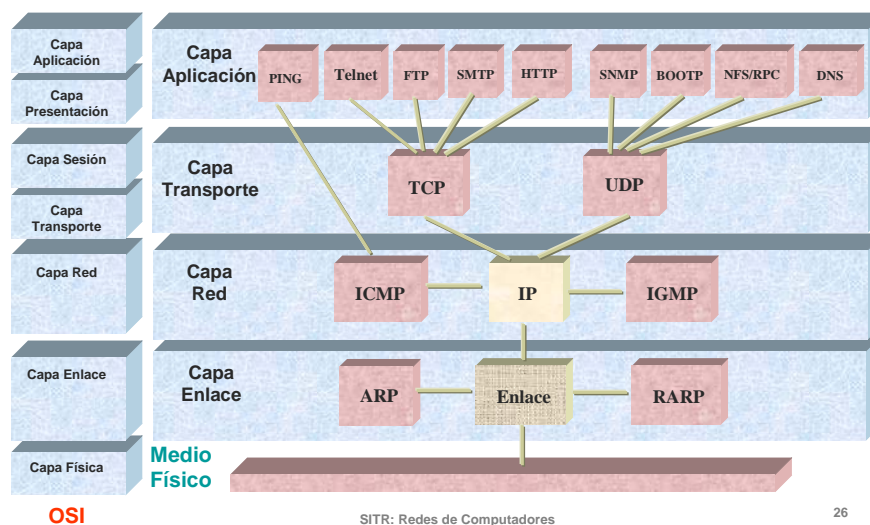 Capa
Aplicación
Capa
Presentación
Capa Sesión
Capa
Transporte
Capa Red
Capa Enlace
Capa Física
OSI
Capa
Aplicación
PING
Telnet
FTP
SMTP
HTTP
SNMP
BOOTP
NFS/RPC
DNS
Capa
Transporte
TCP
UDP
Capa
Red
ICMP
IP
IGMP
Capa
Enlace
ARP
Enlace
RARP
Medio
Físico
SITR: Redes de Computadores
26